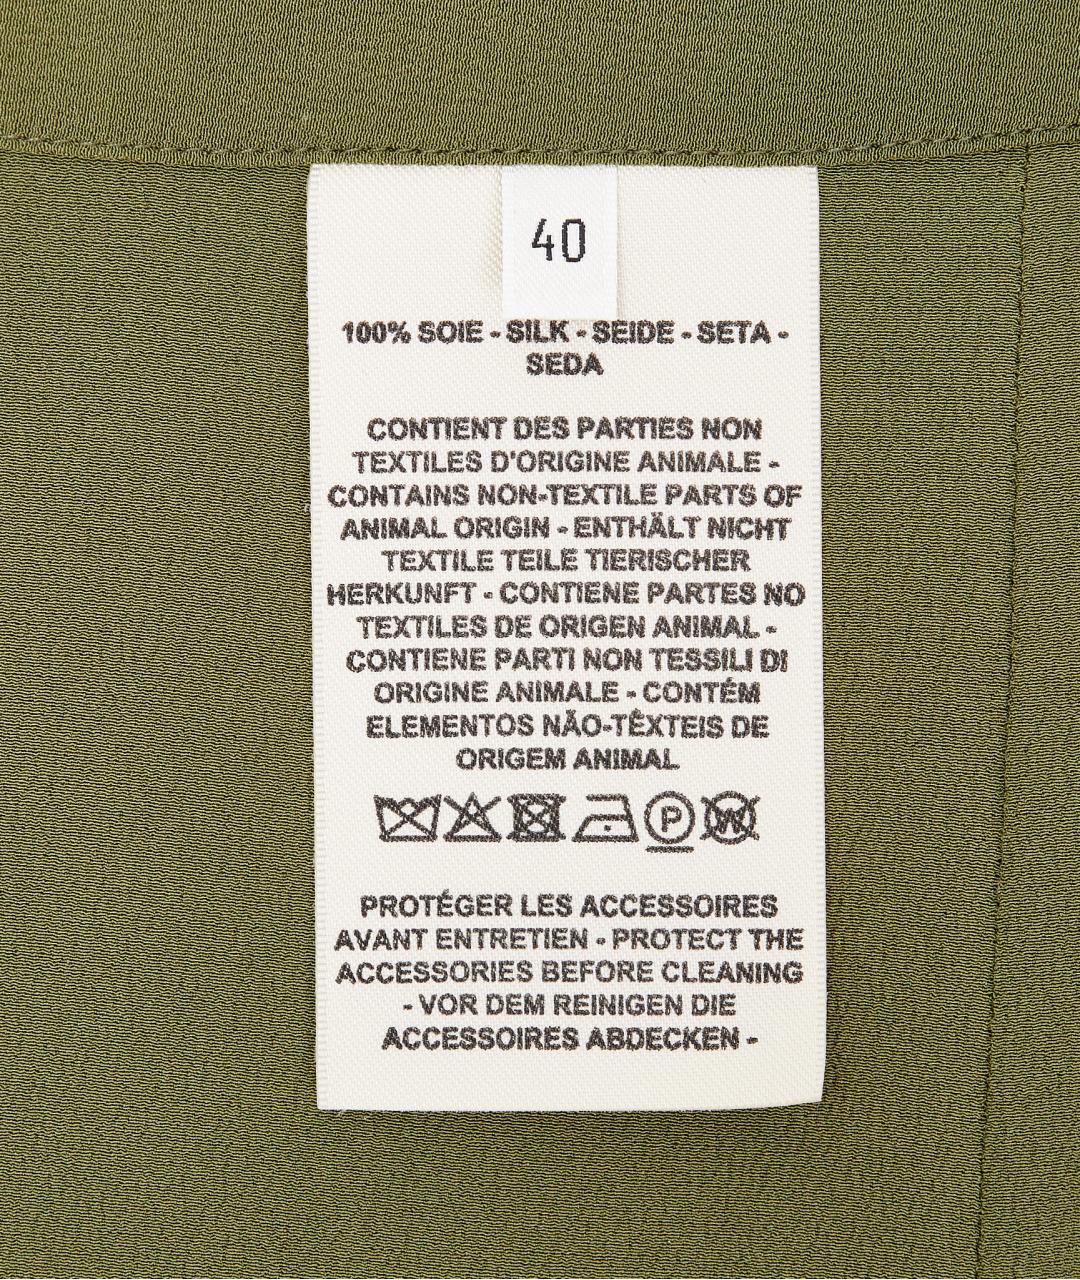 40
100% SOIE - SILK - SEIDE - SETA -
SEDA
CONTIENT DES PARTIES NON
TEXTILES D'ORIGINE ANIMALE -
CONTAINS NON-TEXTILE PARTS OF
ANIMAL ORIGIN - ENTHÄLT NICHT
TEXTILE TEILE TIERISCHER
HERKUNFT - CONTIENE PARTES NO
TEXTILES DE ORIGEN ANIMAL -
CONTIENE PARTI NON TESSILI DI
ORIGINE ANIMALE - CONTÉM
ELEMENTOS NÃO-TÊXTEIS DE
ORIGEM ANIMAL
P W
PROTÉGER LES ACCESSOIRES
AVANT ENTRETIEN - PROTECT THE
ACCESSORIES BEFORE CLEANING
- VOR DEM REINIGEN DIE
ACCESSOIRES ABDECKEN -